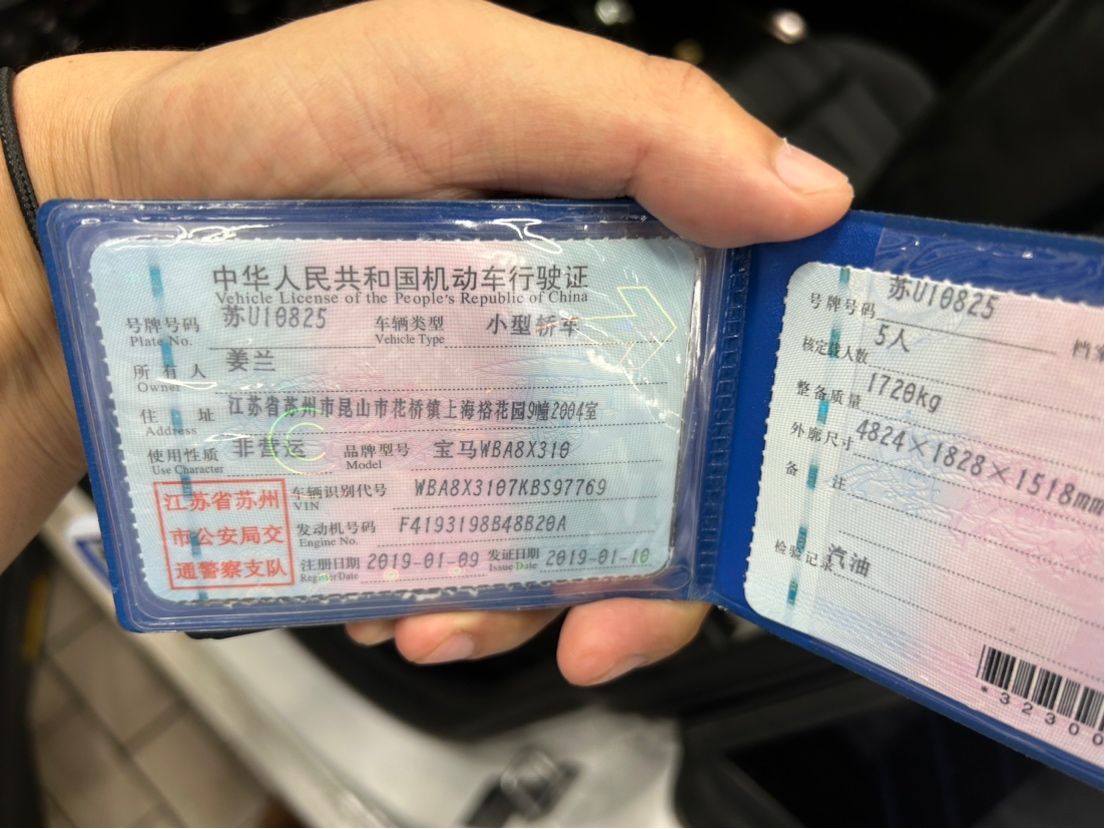 中华人民共和国机动车行驶证
Vehicle License of the People's Republic of China
号牌号码 苏U10825 车辆类型 小型轿车
Plate No. Vehicle Type
所有人 姜兰
Owner
住址 江苏省苏州市昆山市花桥镇上海裕花园9幢2004室
Address
使用性质 非营运 品牌型号 宝马WBA8X310
Use Character Model
江苏省苏州
市公安局交
通警察支队
车辆识别代号 WBA8X3107KBS97769
VIN
发动机号码 F4193198B48B20A
Engine No.
注册日期 2019-01-09 发证日期 2019-01-10
Register Date Issue Date
号牌号码 苏U10825 档案
核定载人数 5人
整备质量 1720kg
外廓尺寸 4824×1828×1518mm
备注
检验记录 汽油
*32300